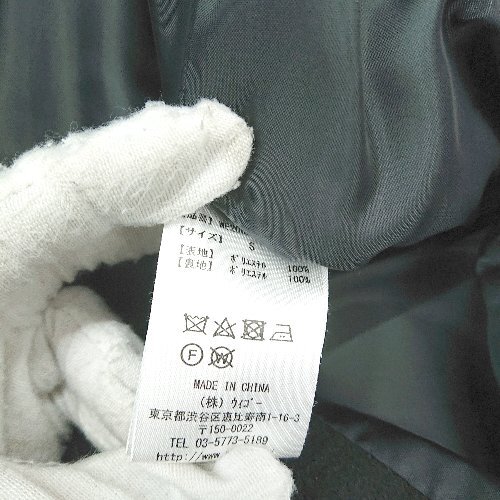 【サイズ】 S
【表地】 ポリエステル 100%
【裏地】 ポリエステル 100%
F W
MADE IN CHINA
(株) ウィゴー
東京都渋谷区恵比寿南1-16-3
〒150-0022
TEL 03-5773-5189
http://www.